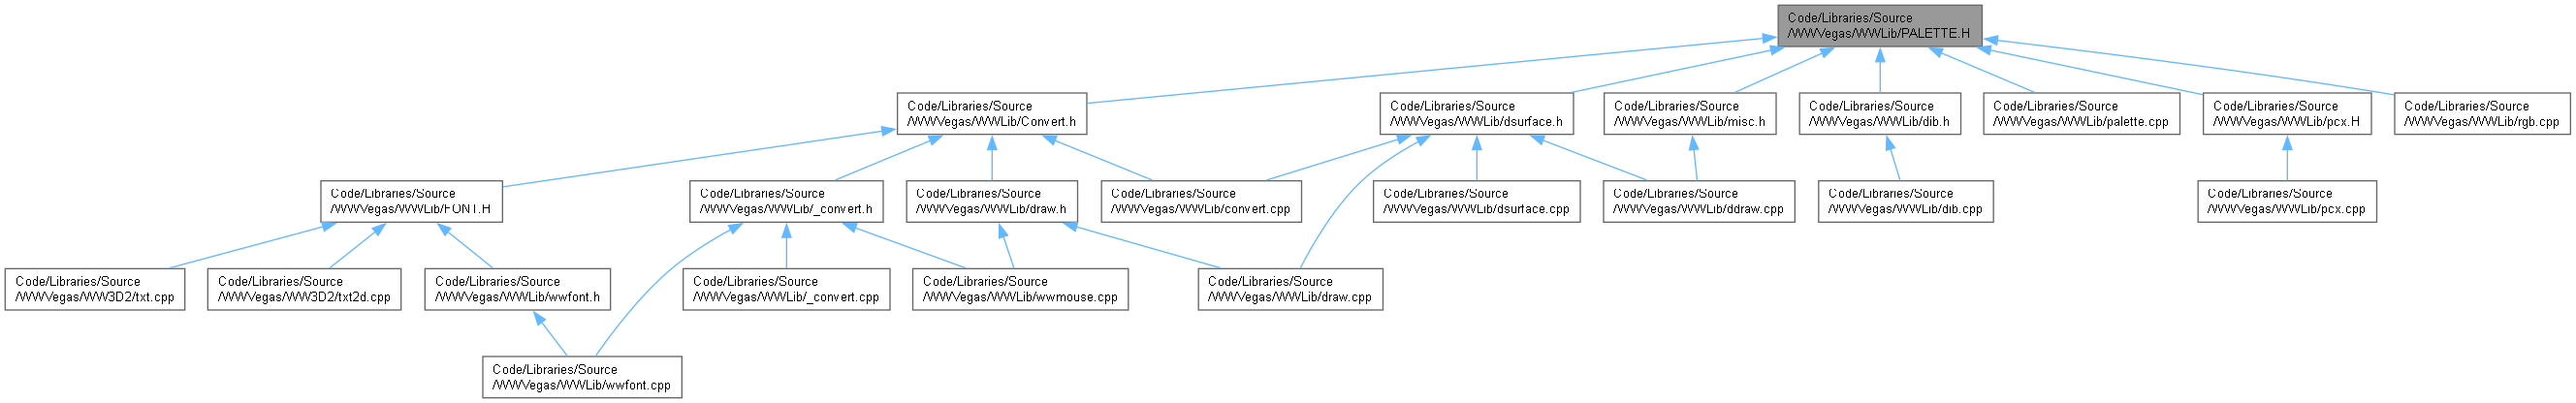 Code/Libraries/Source
/WWVegas/WWLib/PALETTE.H
Code/Libraries/Source
/WWVegas/WWLib/Convert.h
Code/Libraries/Source
/WWVegas/WWLib/dsurface.h
Code/Libraries/Source
/WWVegas/WWLib/misc.h
Code/Libraries/Source
/WWVegas/WWLib/dib.h
Code/Libraries/Source
/WWVegas/WWLib/palette.cpp
Code/Libraries/Source
/WWVegas/WWLib/pcx.H
Code/Libraries/Source
/WWVegas/WWLib/rgb.cpp
Code/Libraries/Source
/WWVegas/WWLib/FONT.H
Code/Libraries/Source
/WWVegas/WWLib/_convert.h
Code/Libraries/Source
/WWVegas/WWLib/draw.h
Code/Libraries/Source
/WWVegas/WWLib/convert.cpp
Code/Libraries/Source
/WWVegas/WWLib/dsurface.cpp
Code/Libraries/Source
/WWVegas/WWLib/ddraw.cpp
Code/Libraries/Source
/WWVegas/WWLib/dib.cpp
Code/Libraries/Source
/WWVegas/WWLib/pcx.cpp
Code/Libraries/Source
/WWVegas/WW3D2/txt.cpp
Code/Libraries/Source
/WWVegas/WW3D2/txt2d.cpp
Code/Libraries/Source
/WWVegas/WWLib/wwfont.h
Code/Libraries/Source
/WWVegas/WWLib/_convert.cpp
Code/Libraries/Source
/WWVegas/WWLib/wwmouse.cpp
Code/Libraries/Source
/WWVegas/WWLib/draw.cpp
Code/Libraries/Source
/WWVegas/WWLib/wwfont.cpp